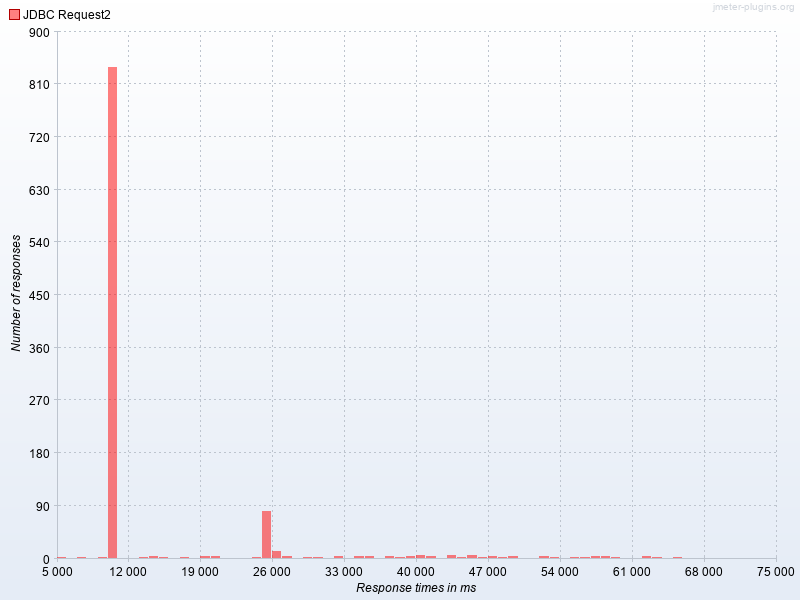 jmeter-plugins.org
JDBC Request2
900
810
720
630
540
450
360
270
180
90
0
Number of responses
5 000 12 000 19 000 26 000 33 000 40 000 47 000 54 000 61 000 68 000 75 000
Response times in ms